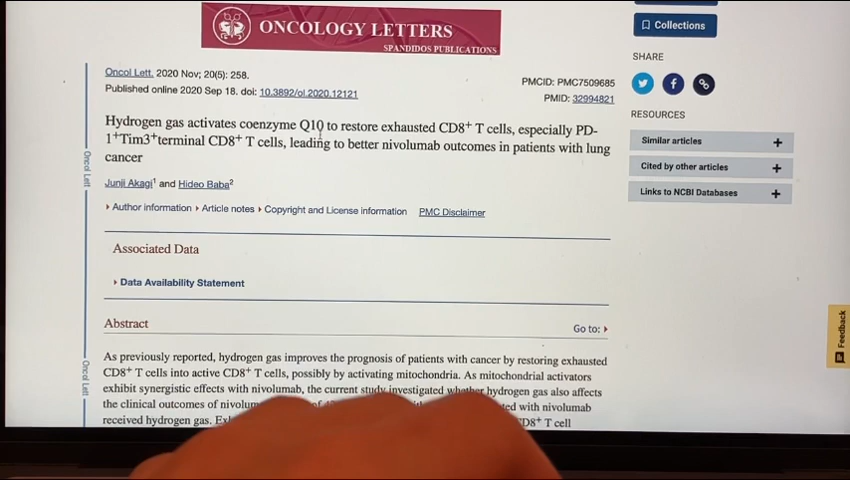 ONCOLOGY LETTERS
SPANDIDOS PUBLICATIONS
Collections
Oncol Lett. 2020 Nov; 20(5): 258.
Published online 2020 Sep 18. doi: 10.3892/ol.2020.12121
PMCID: PMC7509685
PMID: 32994821
Hydrogen gas activates coenzyme Q10 to restore exhausted CD8+ T cells, especially PD-
1+Tim3+terminal CD8+ T cells, leading to better nivolumab outcomes in patients with lung
cancer
Junji Akagi1 and Hideo Baba2
Author information Article notes Copyright and License information PMC Disclaimer
Associated Data
Data Availability Statement
Abstract
Go to:
As previously reported, hydrogen gas improves the prognosis of patients with cancer by restoring exhausted
CD8+ T cells into active CD8+ T cells, possibly by activating mitochondria. As mitochondrial activators
exhibit synergistic effects with nivolumab, the current study investigated whether hydrogen gas also affects
the clinical outcomes of with nivolumab
received hydrogen gas. T cell
SHARE
RESOURCES
Similar articles
Cited by other articles
Links to NCBI Databases
Feedback
Oncol Lett
Oncol Lett